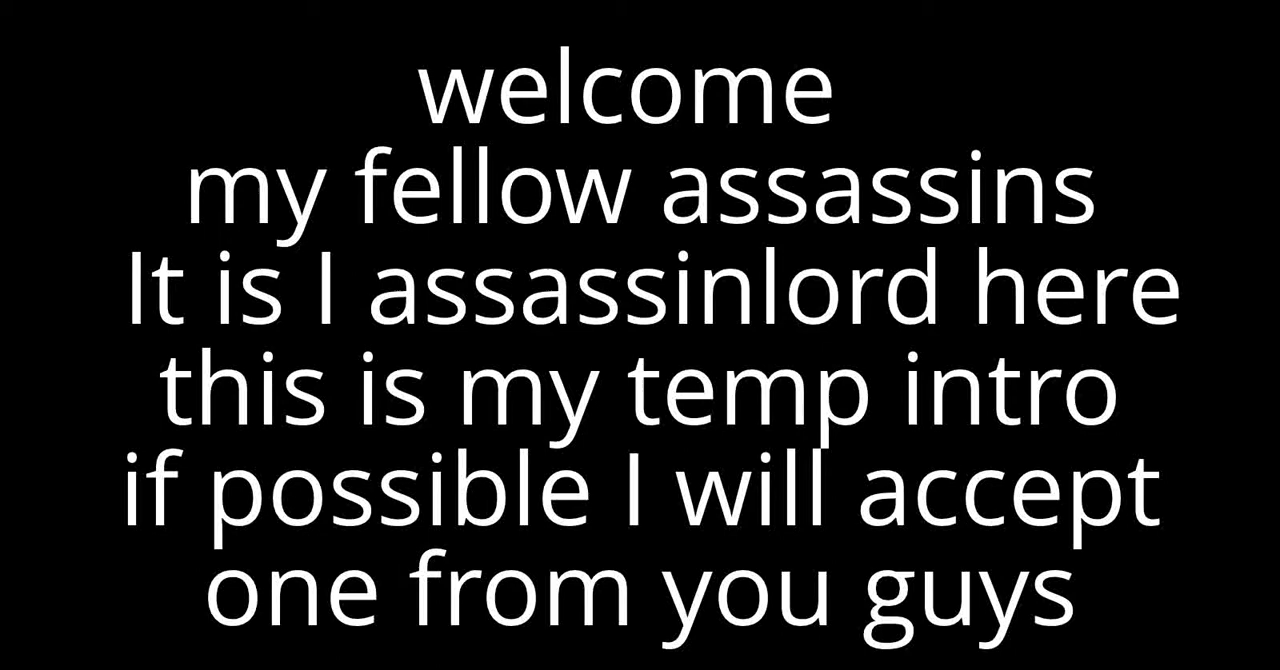 welcome
my fellow assassins
It is I assassinlord here
this is my temp intro
if possible I will accept
one from you guys